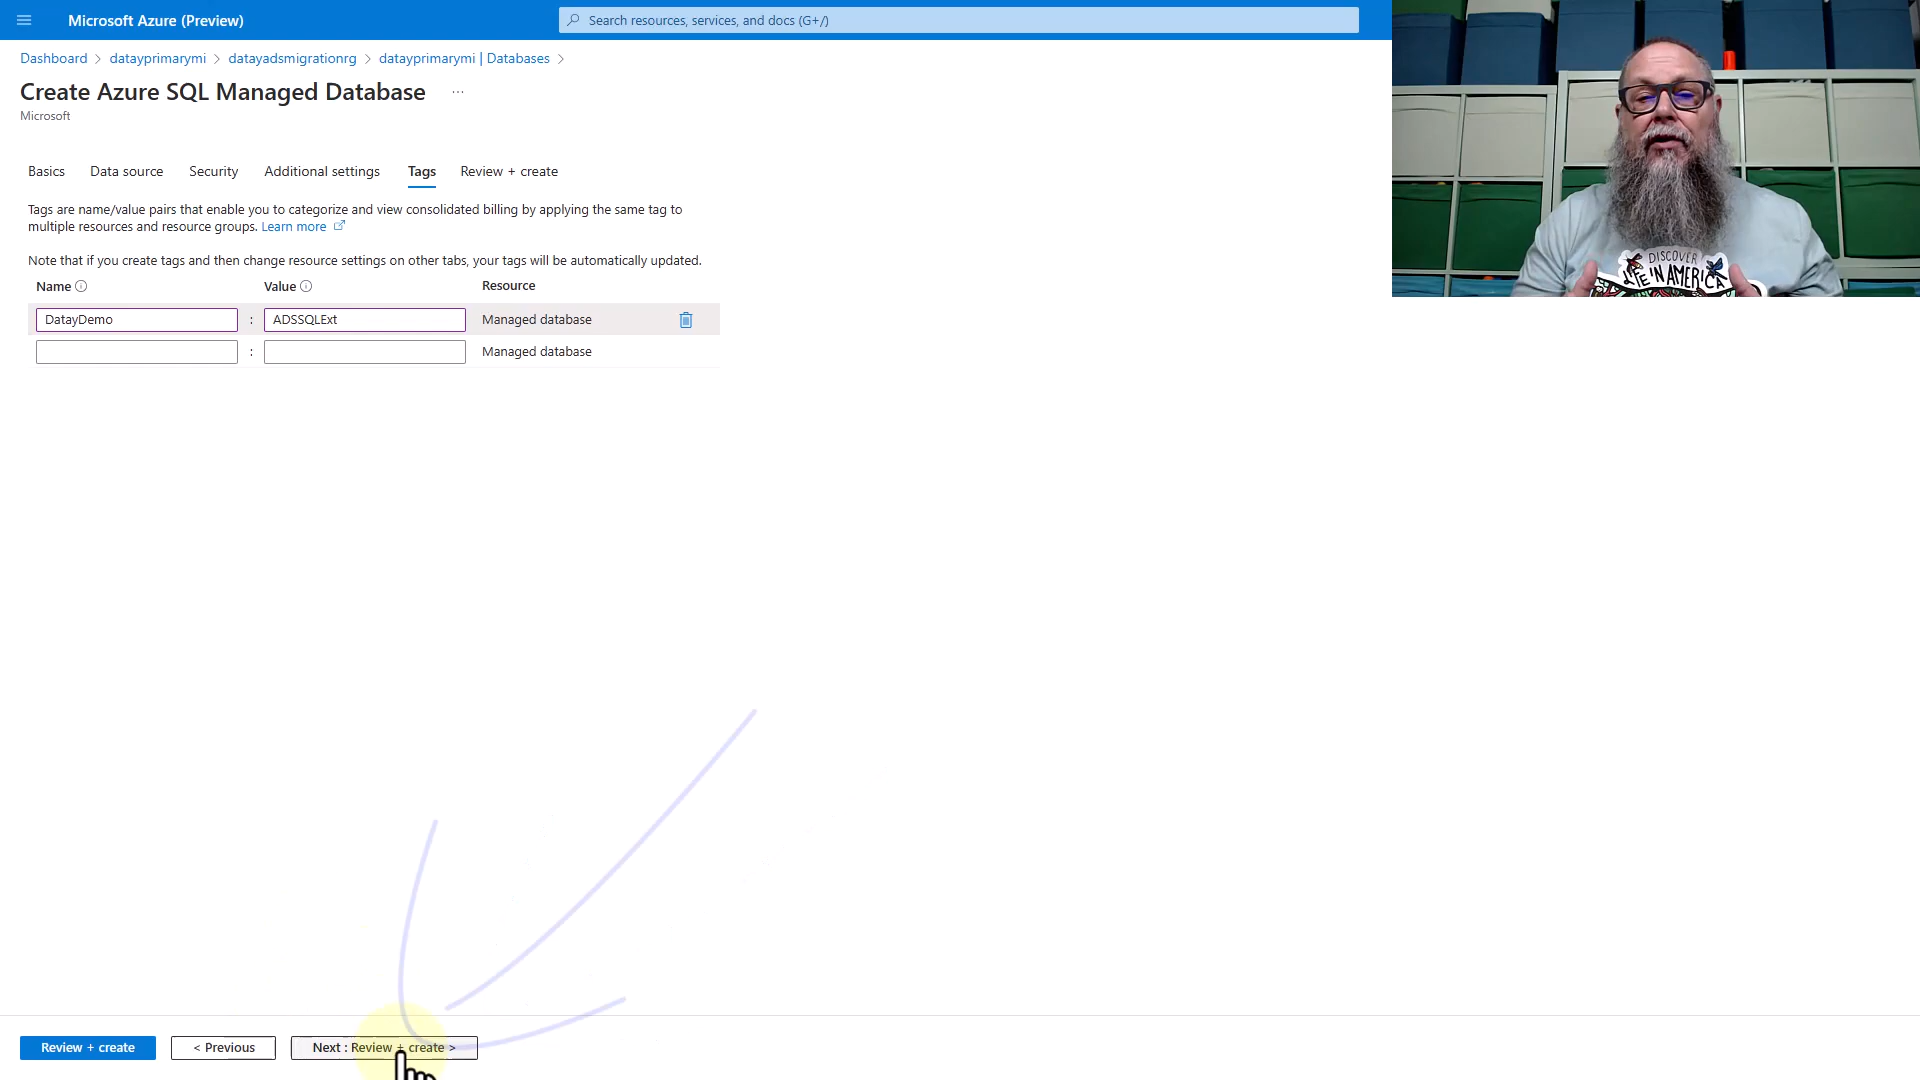 Microsoft Azure (Preview)
Search resources, services, and docs (G+/)
Dashboard > datayprimarymi > datayadsmigrationrg > datayprimarymi | Databases >
Create Azure SQL Managed Database ...
Microsoft
Basics Data source Security Additional settings Tags Review + create
Tags are name/value pairs that enable you to categorize and view consolidated billing by applying the same tag to
multiple resources and resource groups. Learn more
Note that if you create tags and then change resource settings on other tabs, your tags will be automatically updated.
Name Value Resource
DatayDemo : ADSSQLExt Managed database
: Managed database
DISCOVER
LIFE IN AMERICA
Review + create < Previous Next : Review + create >